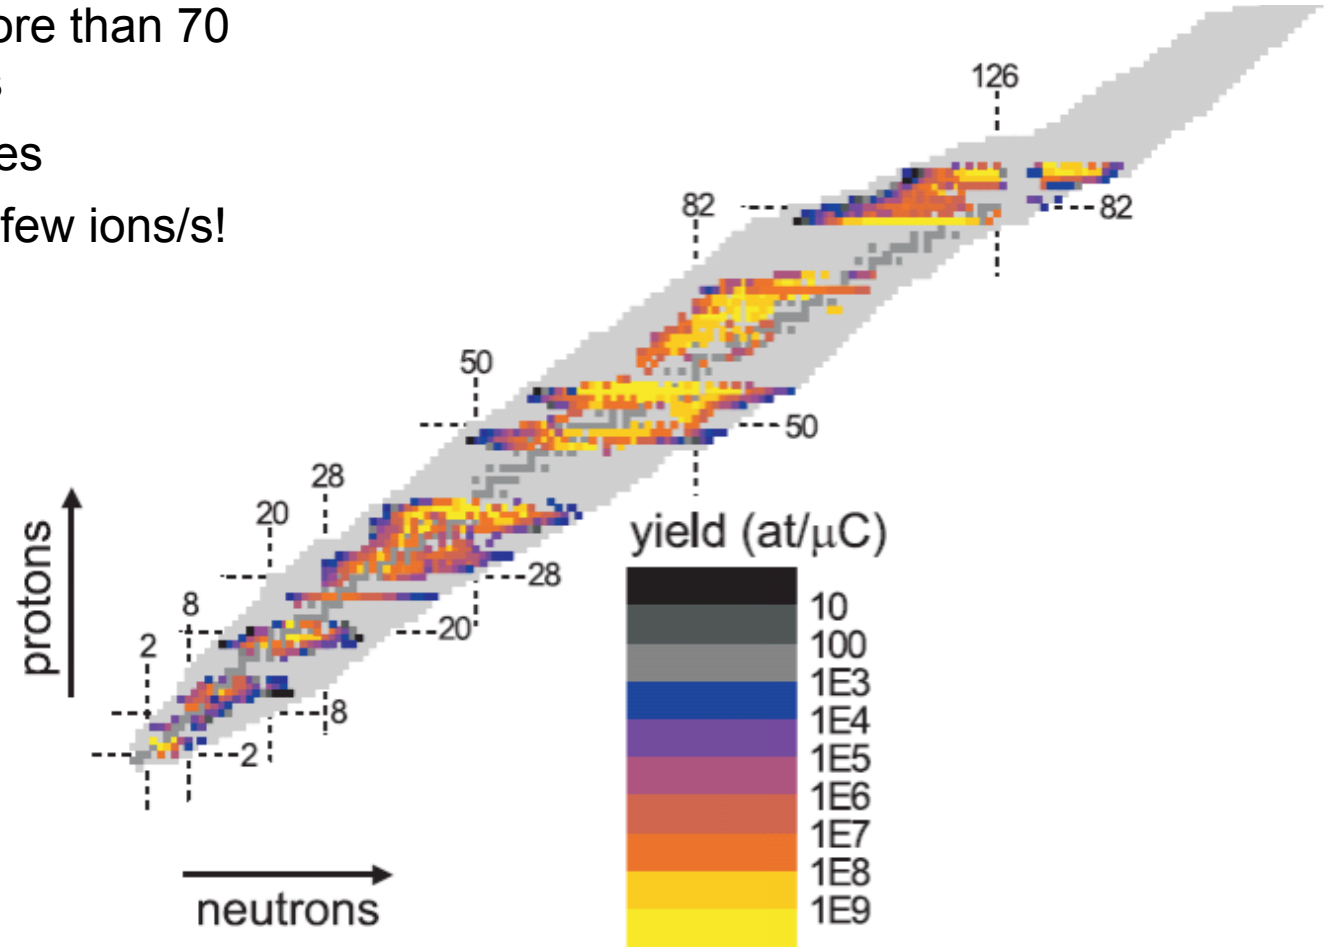 ore than 70
s
es
few ions/s!
126
82
82
50
50
28
20
28
8
20
2
8
2
protons
neutrons
yield (at/μC)
10
100
1E3
1E4
1E5
1E6
1E7
1E8
1E9